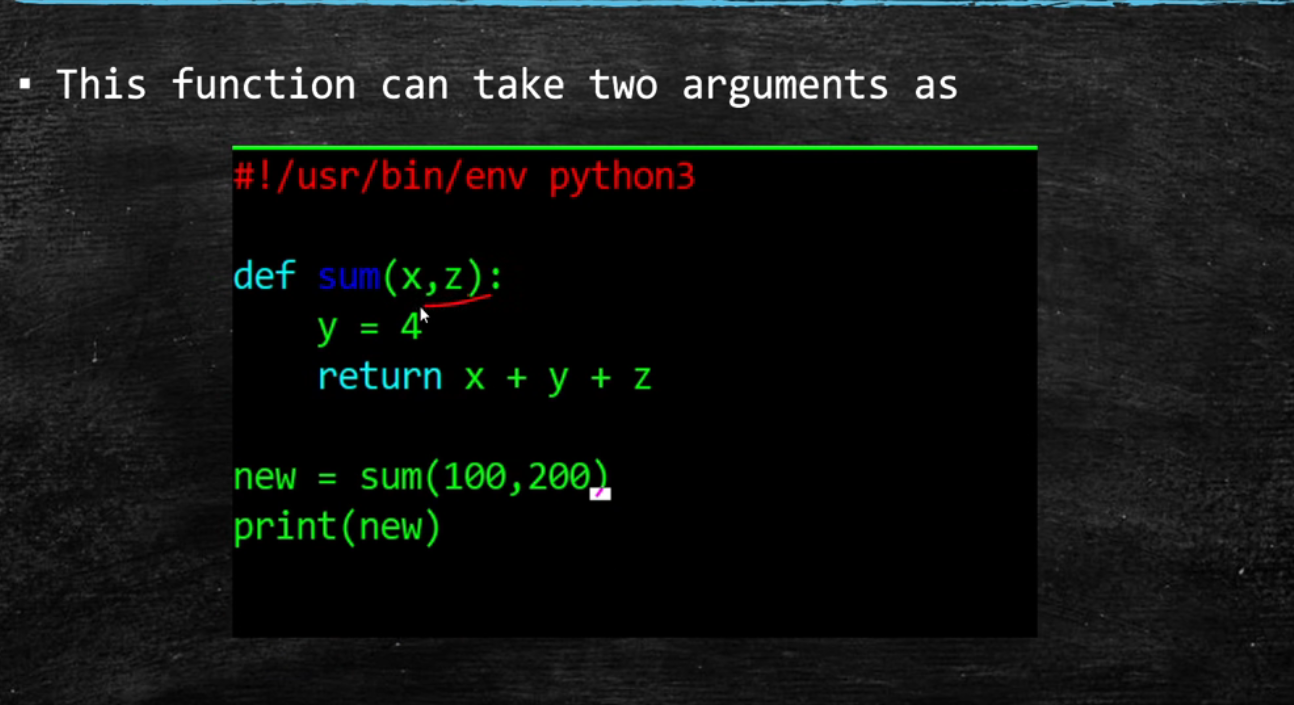 ▪ This function can take two arguments as
#!/usr/bin/env python3
def sum(x,z):
    y = 4
    return x + y + z
new = sum(100,200)
print(new)